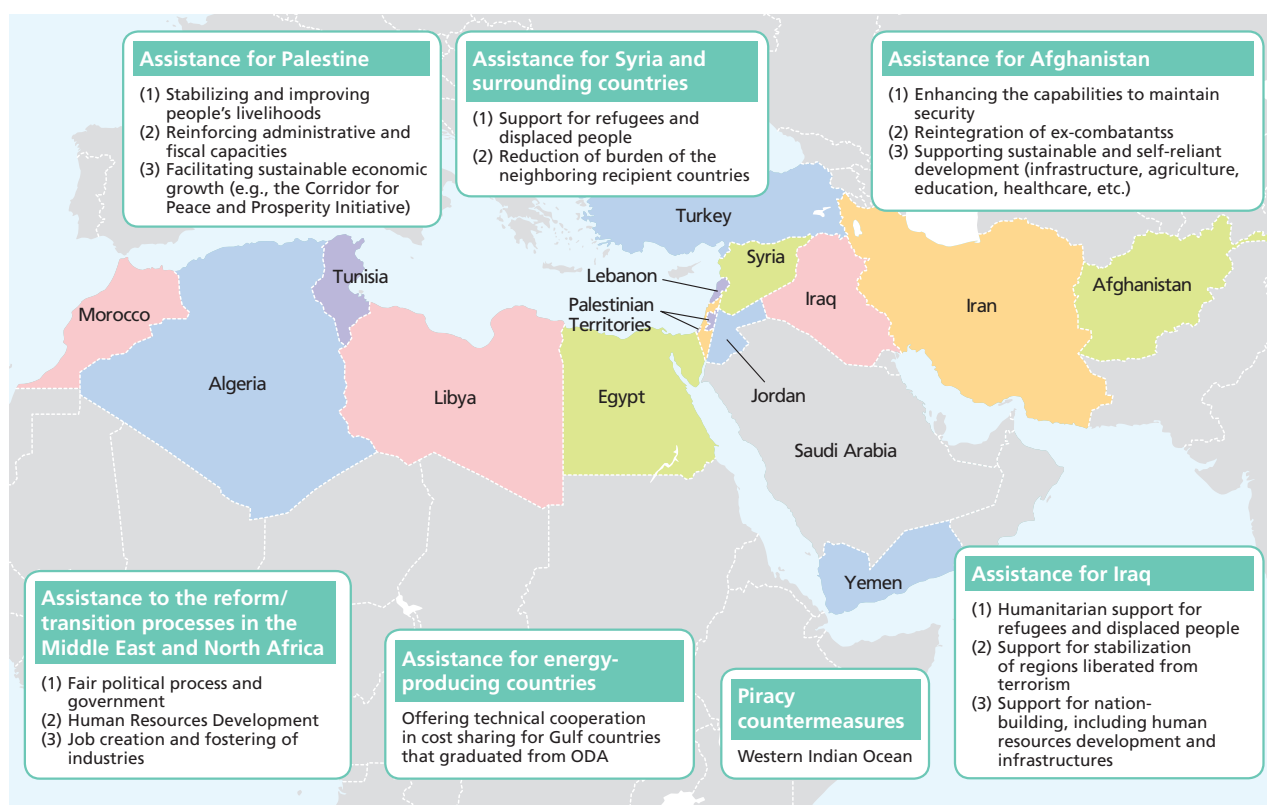 Assistance for Palestine
(1) Stabilizing and improving
people's livelihoods
(2) Reinforcing administrative and
fiscal capacities
(3) Facilitating sustainable economic
growth (e.g., the Corridor for
Peace and Prosperity Initiative)
Assistance for Syria and
surrounding countries
(1) Support for refugees and
displaced people
(2) Reduction of burden of the
neighboring recipient countries
Assistance for Afghanistan
(1) Enhancing the capabilities to maintain
security
(2) Reintegration of ex-combatantss
(3) Supporting sustainable and self-reliant
development (infrastructure, agriculture,
education, healthcare, etc.)
Turkey
Syria
Lebanon
Tunisia
Palestinian
Territories
Morocco
Iraq
Iran
Afghanistan
Algeria
Libya
Egypt
Jordan
Saudi Arabia
Yemen
Assistance to the reform/
transition processes in the
Middle East and North Africa
(1) Fair political process and
government
(2) Human Resources Development
(3) Job creation and fostering of
industries
Assistance for energy-
producing countries
Offering technical cooperation
in cost sharing for Gulf countries
that graduated from ODA
Piracy
countermeasures
Western Indian Ocean
Assistance for Iraq
(1) Humanitarian support for
refugees and displaced people
(2) Support for stabilization
of regions liberated from
terrorism
(3) Support for nation-
building, including human
resources development and
infrastructures